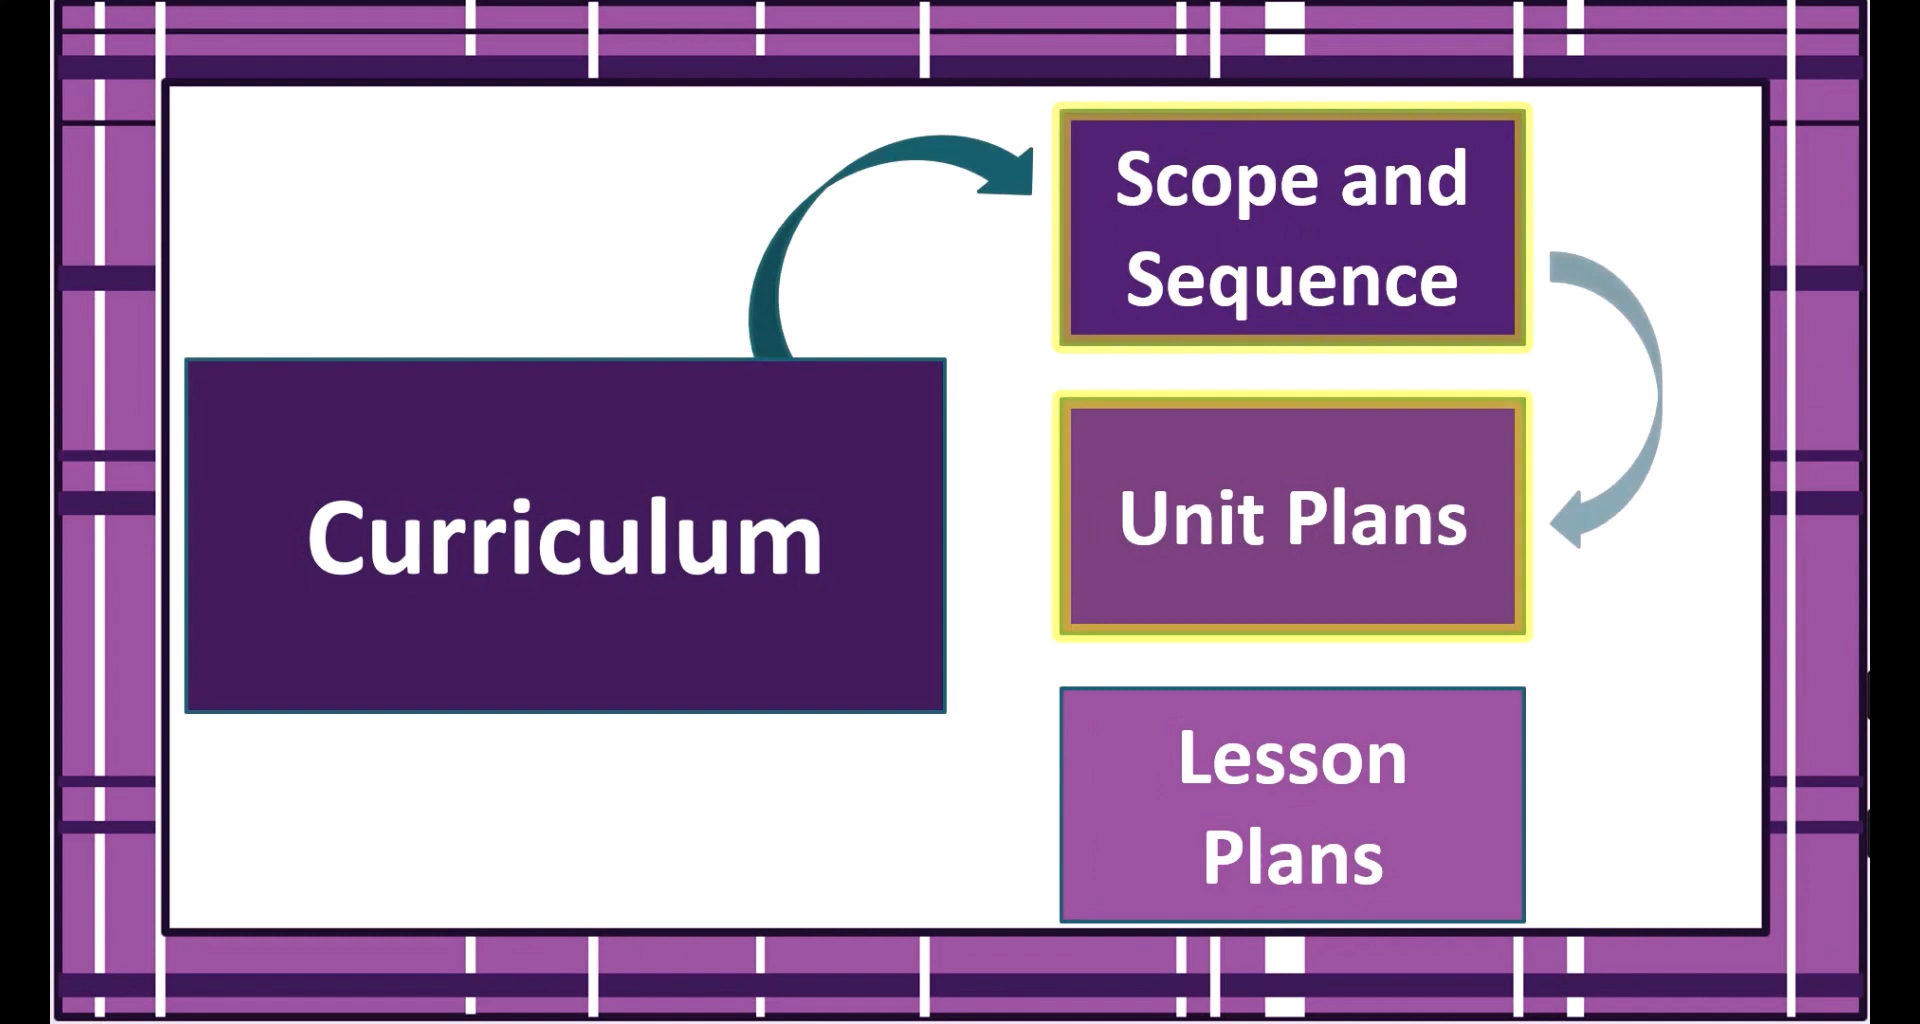 Curriculum
Scope and
Sequence
Unit Plans
Lesson
Plans